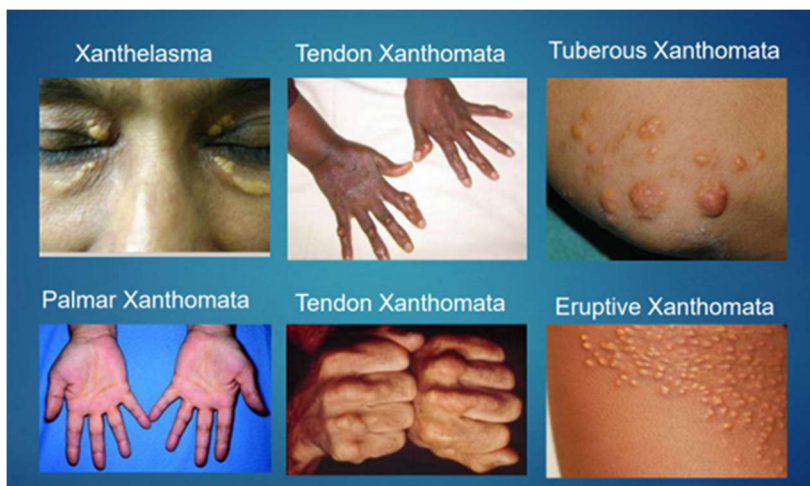 Xanthelasma
Tendon Xanthomata
Tuberous Xanthomata
Palmar Xanthomata
Tendon Xanthomata
Eruptive Xanthomata